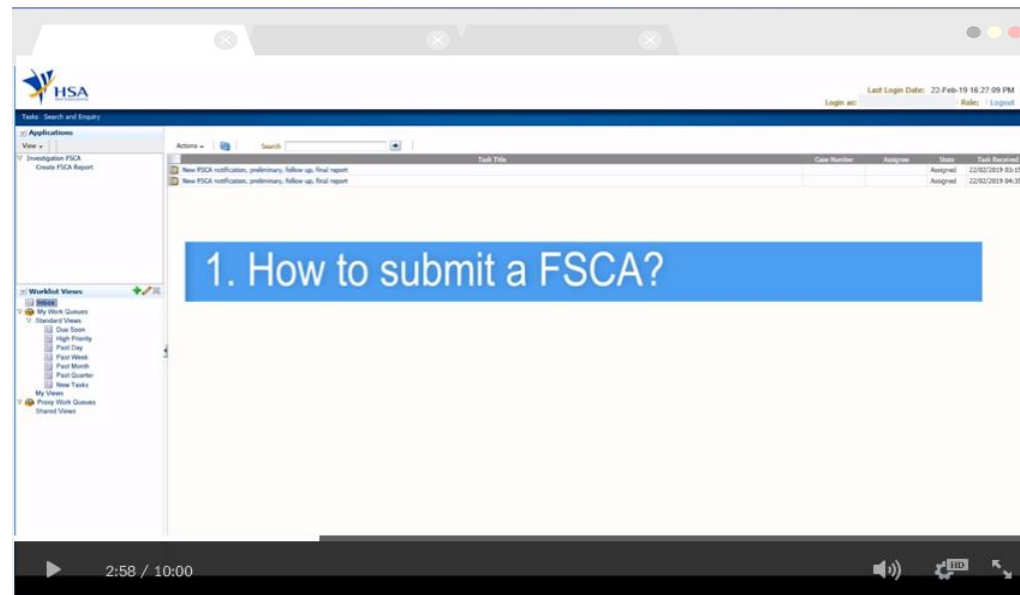 HSA
Last Login Date: 22-Feb-19 16:27:09 PM
Login as: Role: Logout
Tasks Search and Enquiry
Applications
View
Actions Search
Investigation FSCA
Create FSCA Report
Task Title Case Number Assignee State Task Received
New FSCA notification, preliminary, follow up, final report Assigned 22/02/2019 03:15
New FSCA notification, preliminary, follow up, final report Assigned 22/02/2019 04:35
1. How to submit a FSCA?
Worklist Views
Inbox
My Work Queues
Standard Views
Due Soon
High Priority
Past Day
Past Week
Past Month
Past Quarter
New Tasks
My Views
Proxy Work Queues
Shared Views
2:58 / 10:00
HD